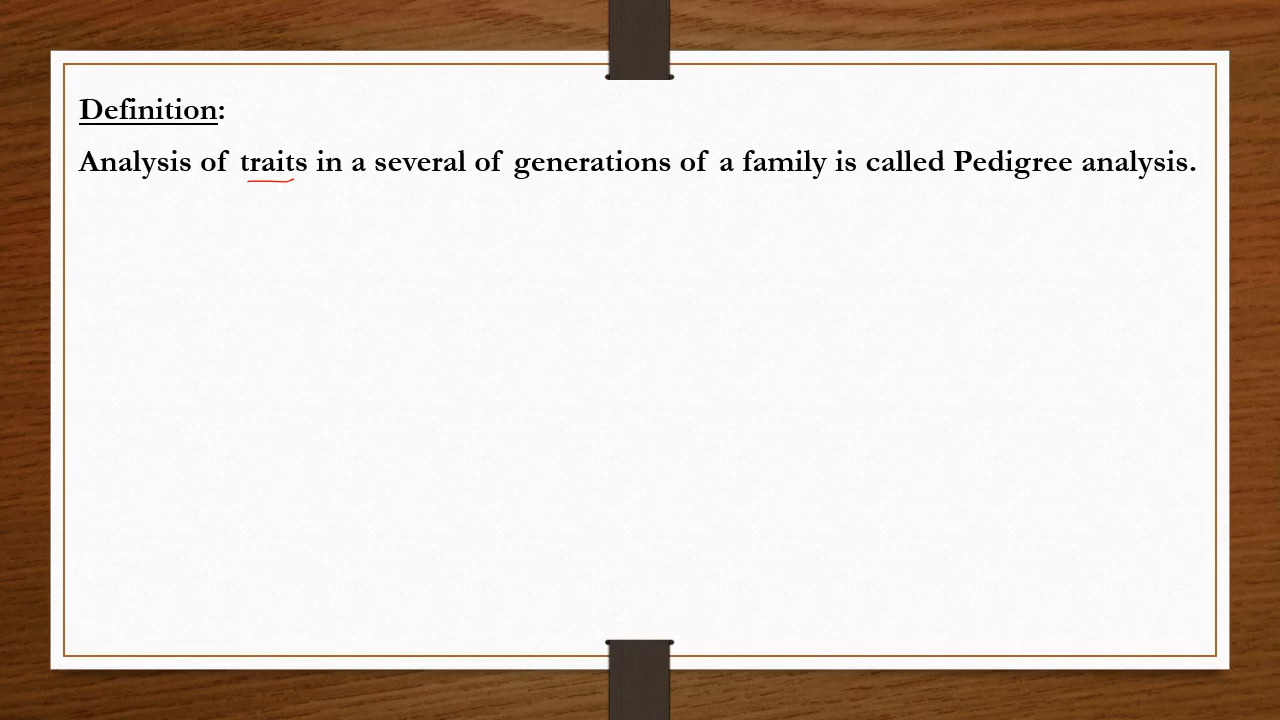 Definition:
Analysis of traits in a several of generations of a family is called Pedigree analysis.